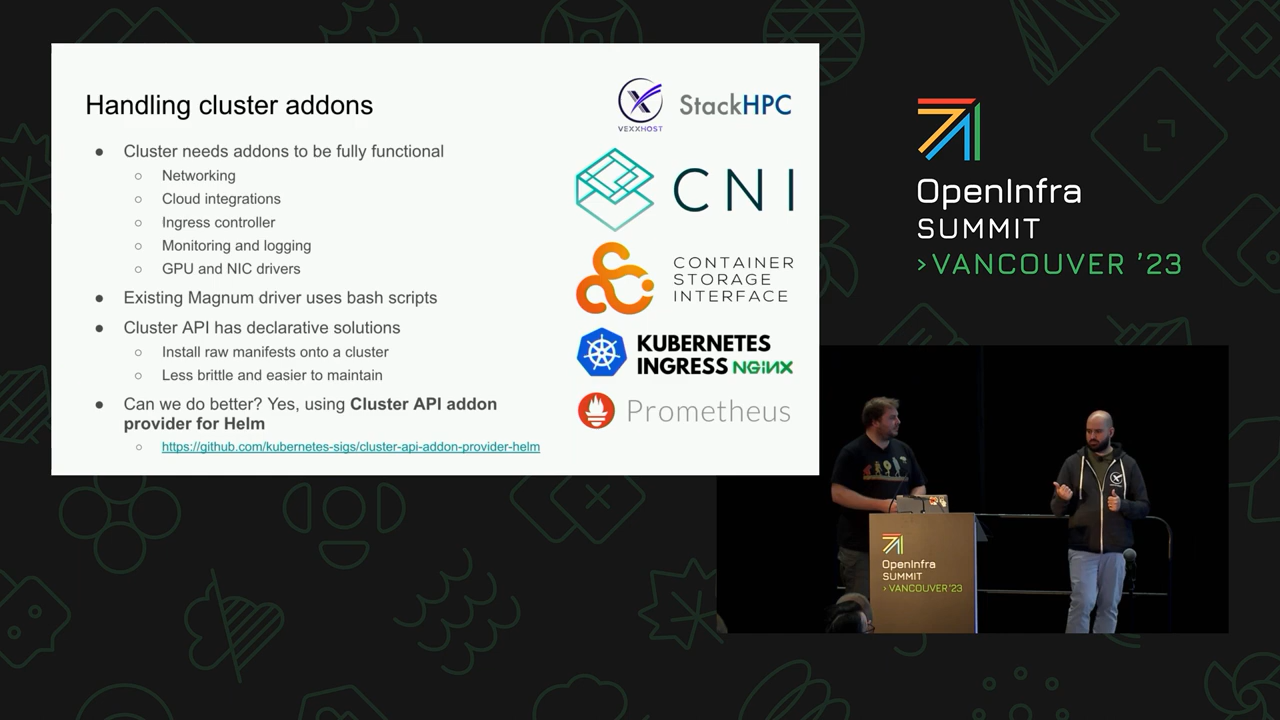 Handling cluster addons
● Cluster needs addons to be fully functional
○ Networking
○ Cloud integrations
○ Ingress controller
○ Monitoring and logging
○ GPU and NIC drivers
● Existing Magnum driver uses bash scripts
● Cluster API has declarative solutions
○ Install raw manifests onto a cluster
○ Less brittle and easier to maintain
● Can we do better? Yes, using Cluster API addon
provider for Helm
○ https://github.com/kubernetes-sigs/cluster-api-addon-provider-helm
VEXXHOST
StackHPC
CNI
CONTAINER
STORAGE
INTERFACE
KUBERNETES
INGRESS NGINX
Prometheus
OpenInfra
SUMMIT
>VANCOUVER '23
OpenInfra
SUMMIT
>VANCOUVER '23